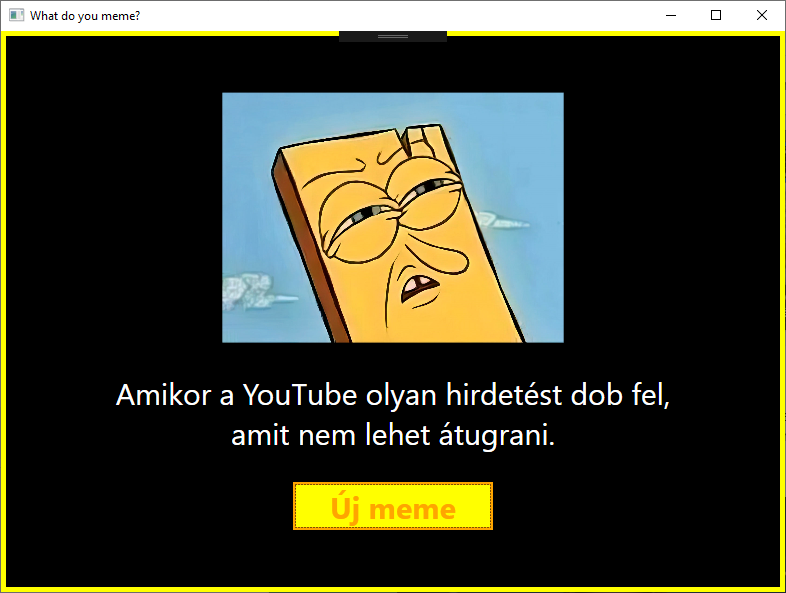 What do you meme?
Amikor a YouTube olyan hirdetést dob fel,
amit nem lehet átugrani.
Új meme